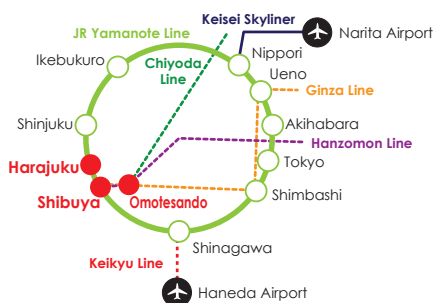 Keisei Skyliner
JR Yamanote Line
Narita Airport
Nippori
Ikebukuro
Chiyoda
Line
Ueno
Ginza Line
Shinjuku
Akihabara
Hanzomon Line
Harajuku
Tokyo
Shibuya
Omotesando
Shimbashi
Shinagawa
Keikyu Line
Haneda Airport